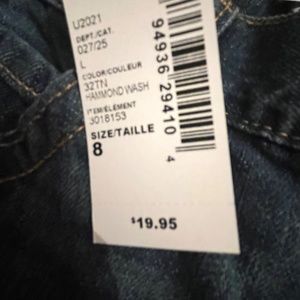 U2021
DEPT./CAT.
027/25
L
COLOR/COULEUR
32TN
HAMMOND WASH
ITEM/ELÉMENT
3018153
SIZE/TAILLE
8
94936 29410
4
$19.95